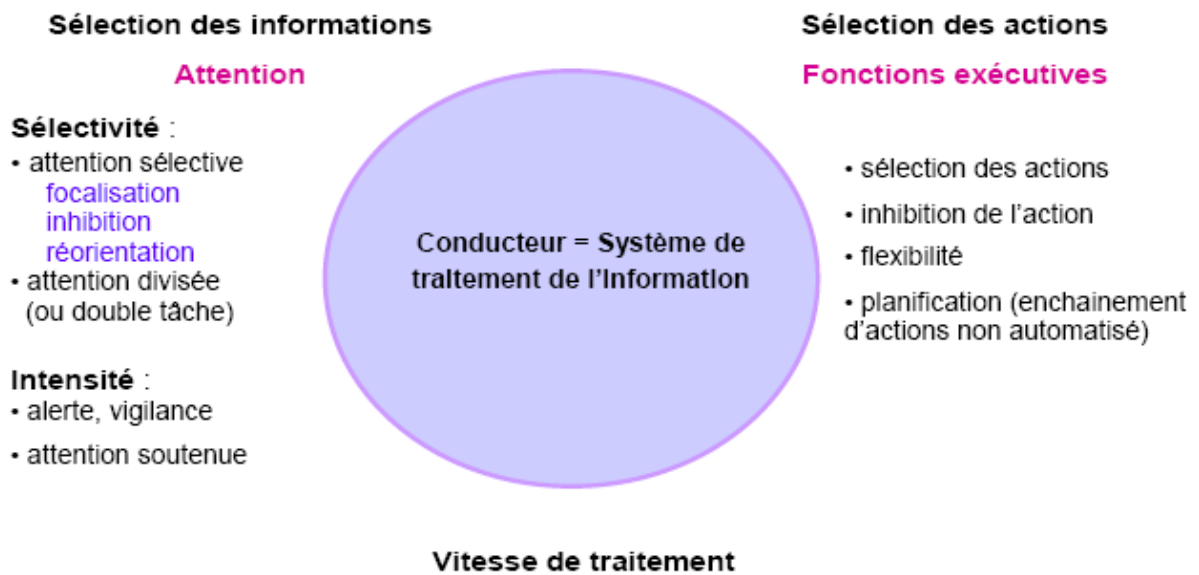 Sélection des informations
Attention
Sélectivité :
• attention sélective
focalisation
inhibition
réorientation
• attention divisée
(ou double tâche)
Intensité :
• alerte, vigilance
• attention soutenue
Conducteur = Système de
traitement de l'Information
Sélection des actions
Fonctions exécutives
• sélection des actions
• inhibition de l'action
• flexibilité
• planification (enchainement
d'actions non automatisé)
Vitesse de traitement